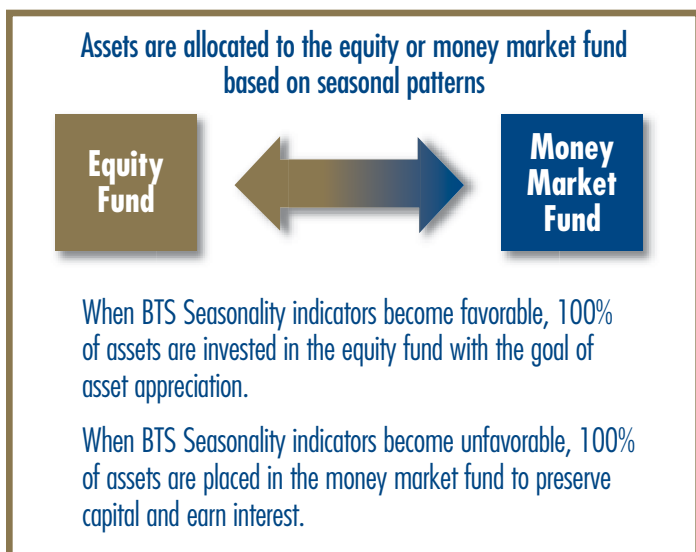 Assets are allocated to the equity or money market fund
based on seasonal patterns
Equity
Fund
Money
Market
Fund
When BTS Seasonality indicators become favorable, 100%
of assets are invested in the equity fund with the goal of
asset appreciation.
When BTS Seasonality indicators become unfavorable, 100%
of assets are placed in the money market fund to preserve
capital and earn interest.